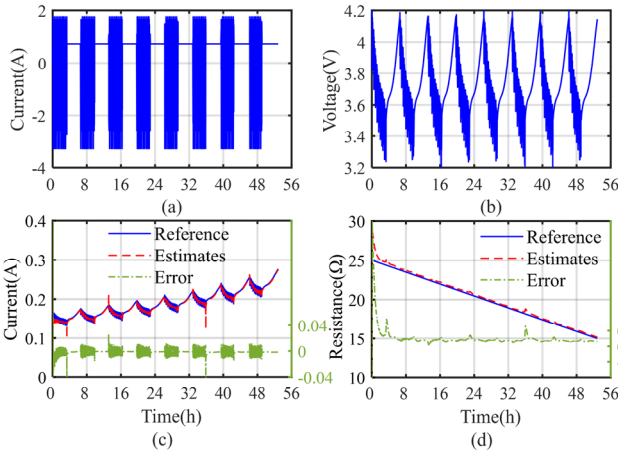 2
0
-2
-4
Current(A)
0 8 16 24 32 40 48 56
(a)
4.2
4
3.8
3.6
3.4
3.2
Voltage(V)
0 8 16 24 32 40 48 56
(b)
0.4
0.3
0.2
0.1
0
Current(A)
Reference
Estimates
Error
0.04
0
-0.04
0 8 16 24 32 40 48 56
Time(h)
(c)
30
25
20
15
10
Resistance(Ω)
Reference
Estimates
Error
0 8 16 24 32 40 48 56
Time(h)
(d)